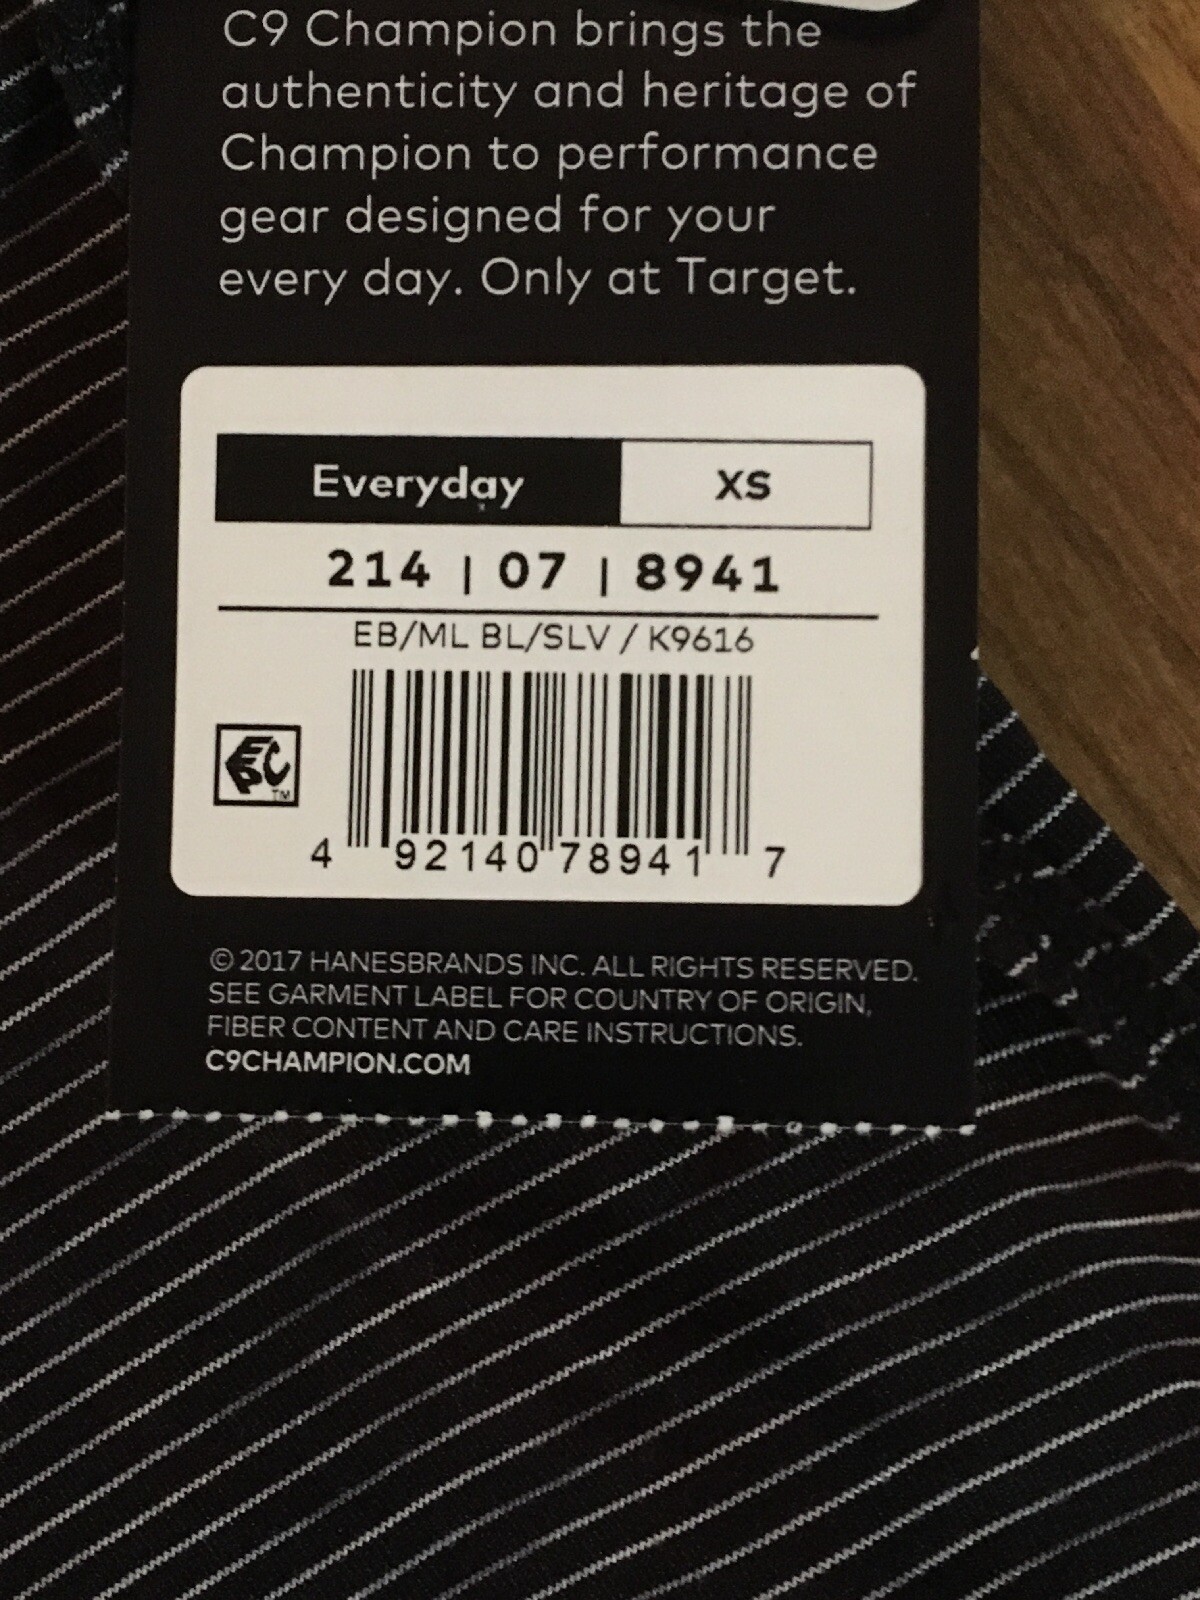 C9 Champion brings the
authenticity and heritage of
Champion to performance
gear designed for your
every day. Only at Target.
Everyday XS
214 | 07 | 8941
EB/ML BL/SLV / K9616
EPC TM
4 92140 78941 7
© 2017 HANESBRANDS INC. ALL RIGHTS RESERVED.
SEE GARMENT LABEL FOR COUNTRY OF ORIGIN,
FIBER CONTENT AND CARE INSTRUCTIONS.
C9CHAMPION.COM